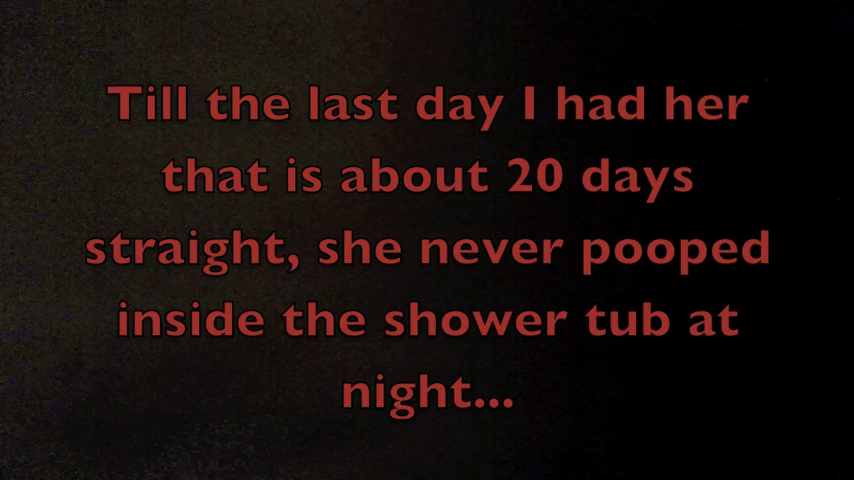 Till the last day I had her
that is about 20 days
straight, she never pooped
inside the shower tub at
night...